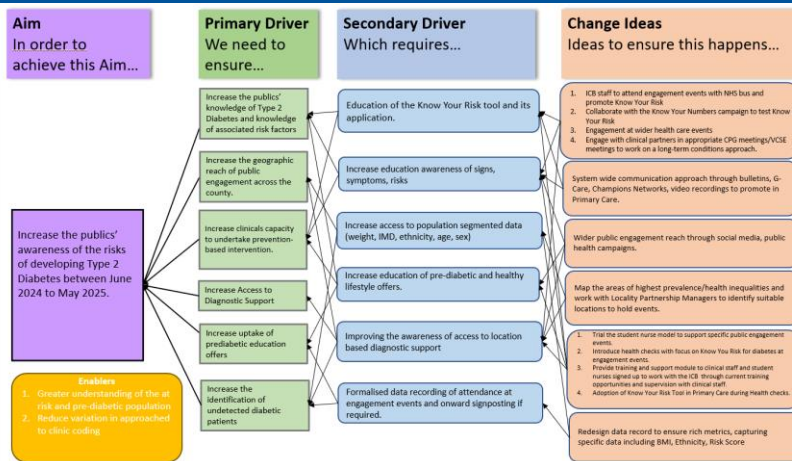 Aim
In order to
achieve this Aim...
Primary Driver
We need to
ensure...
Secondary Driver
Which requires...
Change Ideas
Ideas to ensure this happens...
Increase the publics'
awareness of the risks
of developing Type 2
Diabetes between June
2024 to May 2025.
Enablers
1. Greater understanding of the at
risk and pre-diabetic population
2. Reduce variation in approached
to clinic coding
Increase the publics'
knowledge of Type 2
Diabetes and knowledge
of associated risk factors
Increase the geographic
reach of public
engagement across the
county.
Increase clinicals capacity
to undertake prevention-
based intervention.
Increase Access to
Diagnostic Support
Increase uptake of
prediabetic education
offers
Increase the
identification of
undetected diabetic
patients
Education of the Know Your Risk tool and its
application.
Increase education awareness of signs,
symptoms, risks
Increase access to population segmented data
(weight, IMD, ethnicity, age, sex)
Increase education of pre-diabetic and healthy
lifestyle offers.
Improving the awareness of access to location
based diagnostic support
Formalised data recording of attendance at
engagement events and onward signposting if
required.
1. ICB staff to attend engagement events with NHS bus and
promote Know Your Risk
2. Collaborate with the Know Your Numbers campaign to test Know
Your Risk
3. Engagement at wider health care events
4. Engage with clinical partners in appropriate CPG meetings/VCSE
meetings to work on a long-term conditions approach.
System wide communication approach through bulletins, G-
Care, Champions Networks, video recordings to promote in
Primary Care.
Wider public engagement reach through social media, public
health campaigns.
Map the areas of highest prevalence/health inequalities and
work with Locality Partnership Managers to identify suitable
locations to hold events.
1. Trial the student nurse model to support specific public engagement
events.
2. Introduce health checks with focus on Know You Risk for diabetes at
engagement events.
3. Provide training and support module to clinical staff and student
nurses signed up to work with the ICB through current training
opportunities and supervision with clinical staff.
4. Adoption of Know Your Risk Tool in Primary Care during Health checks.
Redesign data record to ensure rich metrics, capturing
specific data including BMI, Ethnicity, Risk Score